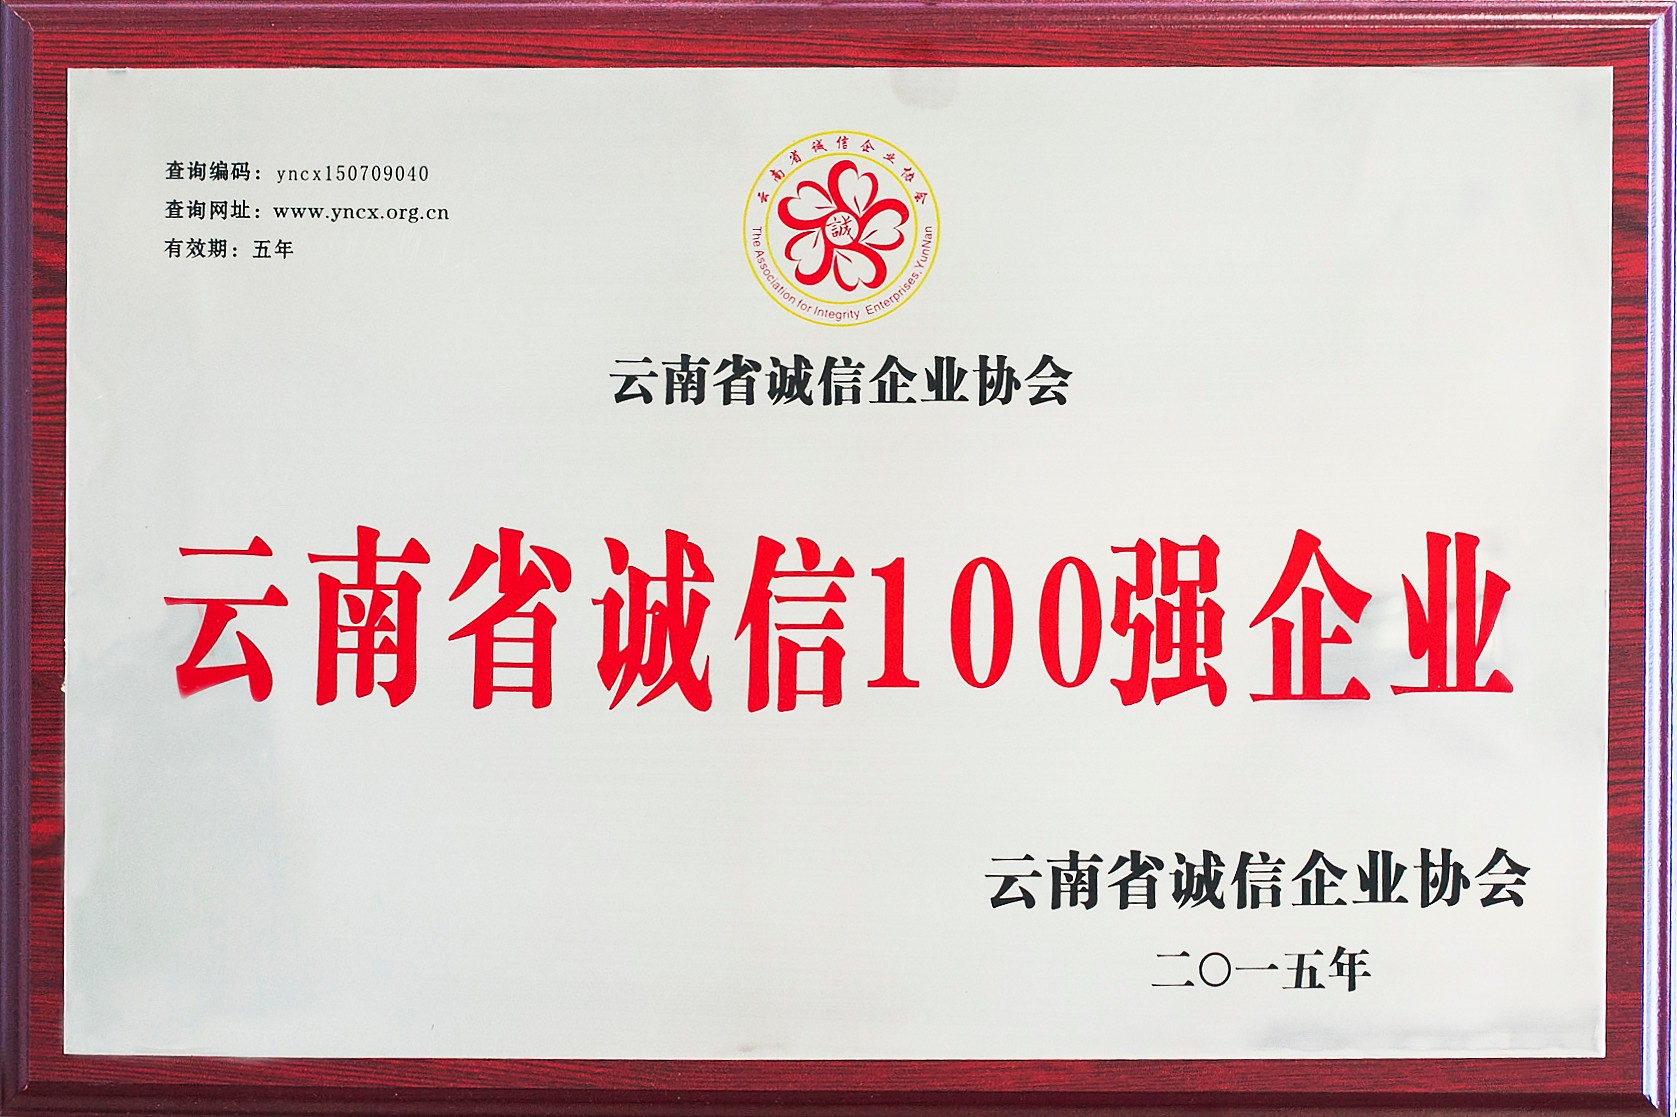 查询编码：yncx150709040
查询网址：www.yncx.org.cn
有效期：五年
云南省诚信企业协会
誠
The Association for Integrity Enterprises,YunNan
云南省诚信企业协会
云南省诚信100强企业
云南省诚信企业协会
二〇一五年